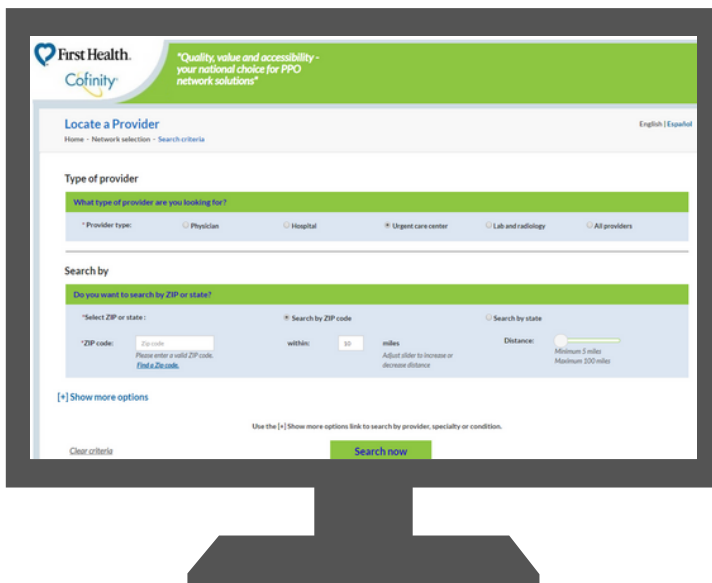 First Health.
Cofinity
"Quality, value and accessibility -
your national choice for PPO
network solutions"
Locate a Provider
English | Español
Home - Network selection - Search criteria
Type of provider
What type of provider are you looking for?
*Provider type: Physician Hospital Urgent care center Lab and radiology All providers
Search by
Do you want to search by ZIP or state?
*Select ZIP or state: Search by ZIP code Search by state
*ZIP code: Zip code within: 10 miles Distance:
Please enter a valid ZIP code.
Find a Zip code.
Adjust slider to increase or
decrease distance
Minimum 5 miles
Maximum 100 miles
[+] Show more options
Use the [+] Show more options link to search by provider, specialty or condition.
Clear criteria
Search now